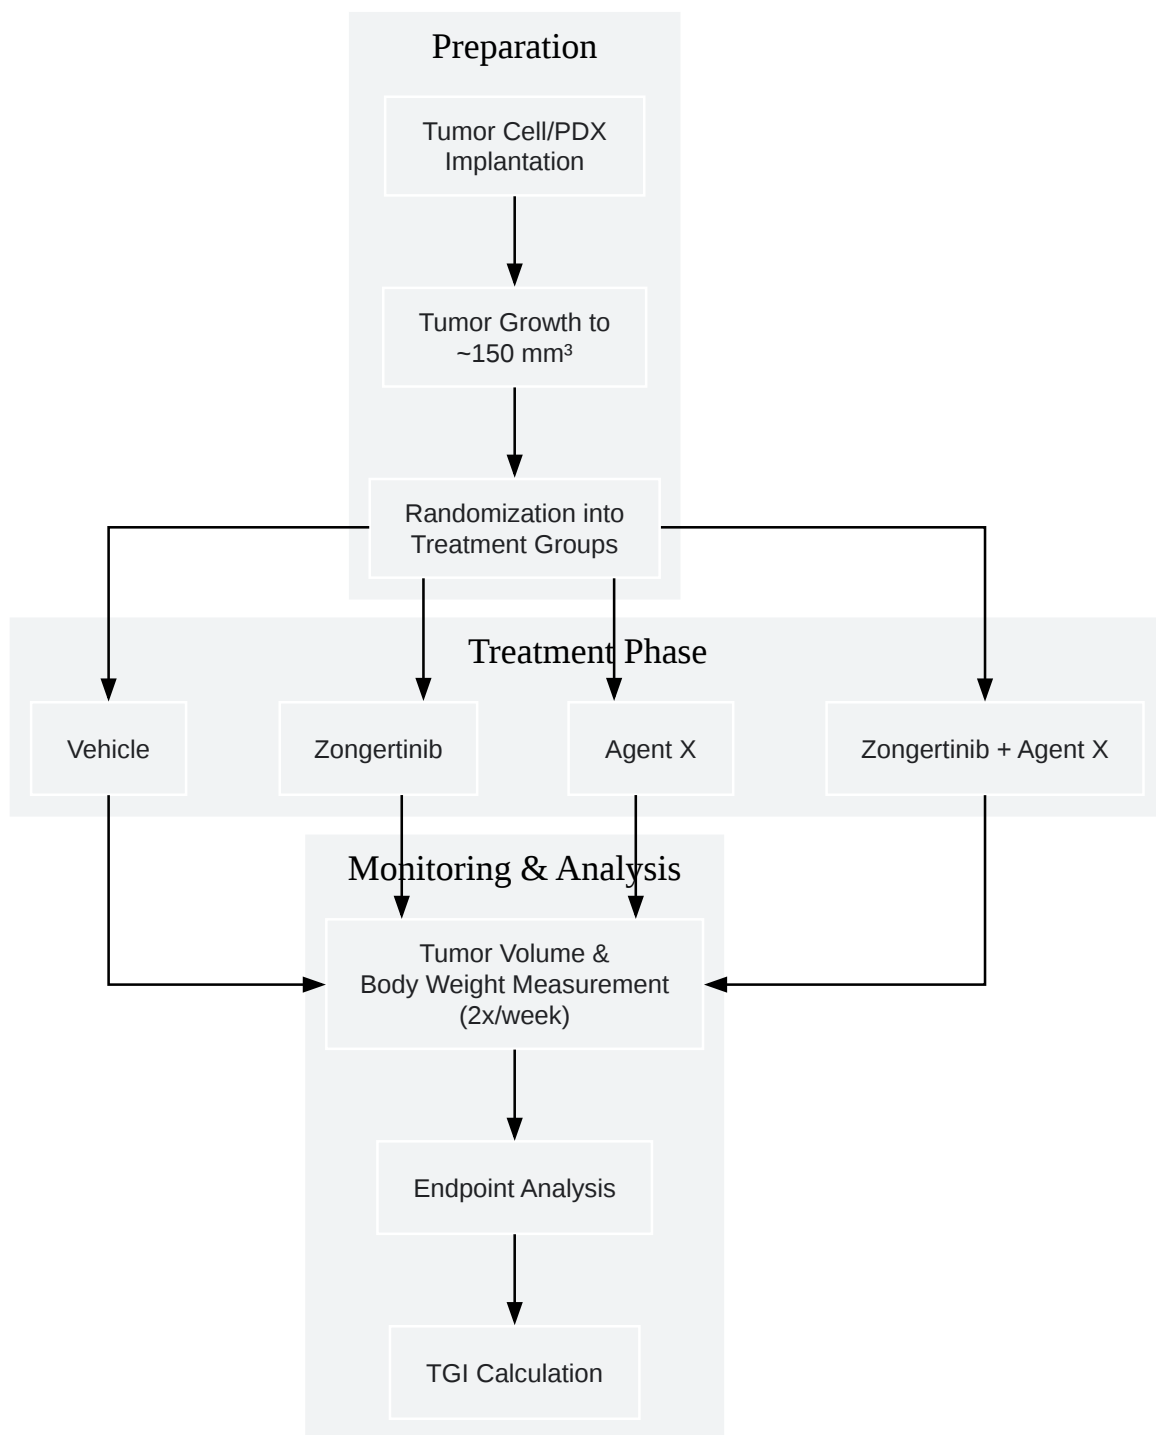 Preparation
Tumor Cell/PDX
Implantation
Tumor Growth to
~150 mm³
Randomization into
Treatment Groups
Treatment Phase
Vehicle
Zongertinib
Agent X
Zongertinib + Agent X
Monitoring & Analysis
Tumor Volume &
Body Weight Measurement
(2x/week)
Endpoint Analysis
TGI Calculation